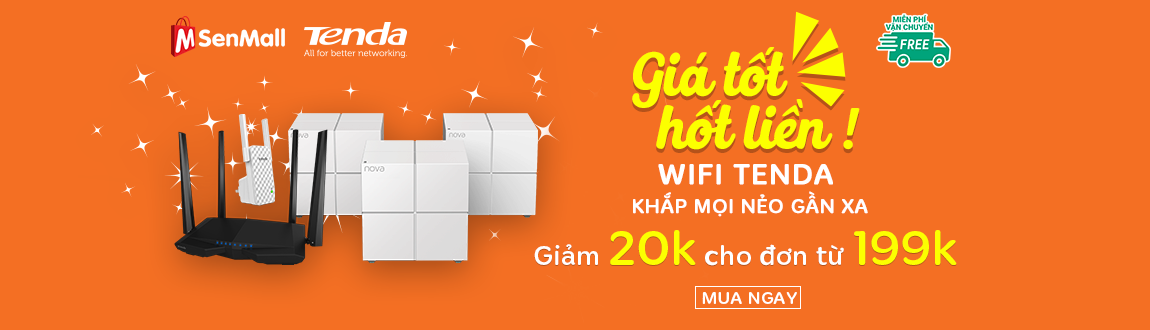 SenMall
Tenda
All for better networking.
MIỄN PHÍ
VẬN CHUYỂN
FREE
Giá tốt
hốt liền !
WIFI TENDA
KHẮP MỌI NẺO GẦN XA
Giảm 20k cho đơn từ 199k
MUA NGAY
nova
nova
nova